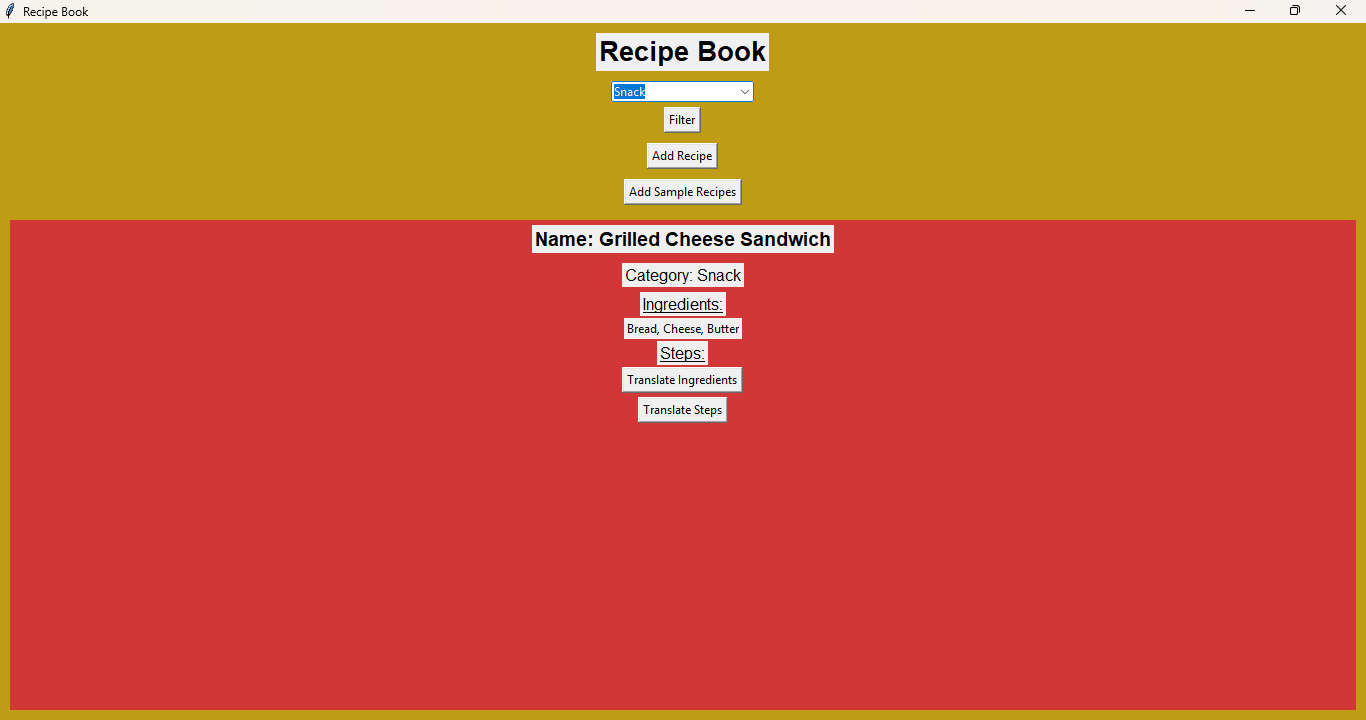 Recipe Book
Recipe Book
Snack
Filter
Add Recipe
Add Sample Recipes
Name: Grilled Cheese Sandwich
Category: Snack
Ingredients:
Bread, Cheese, Butter
Steps:
Translate Ingredients
Translate Steps